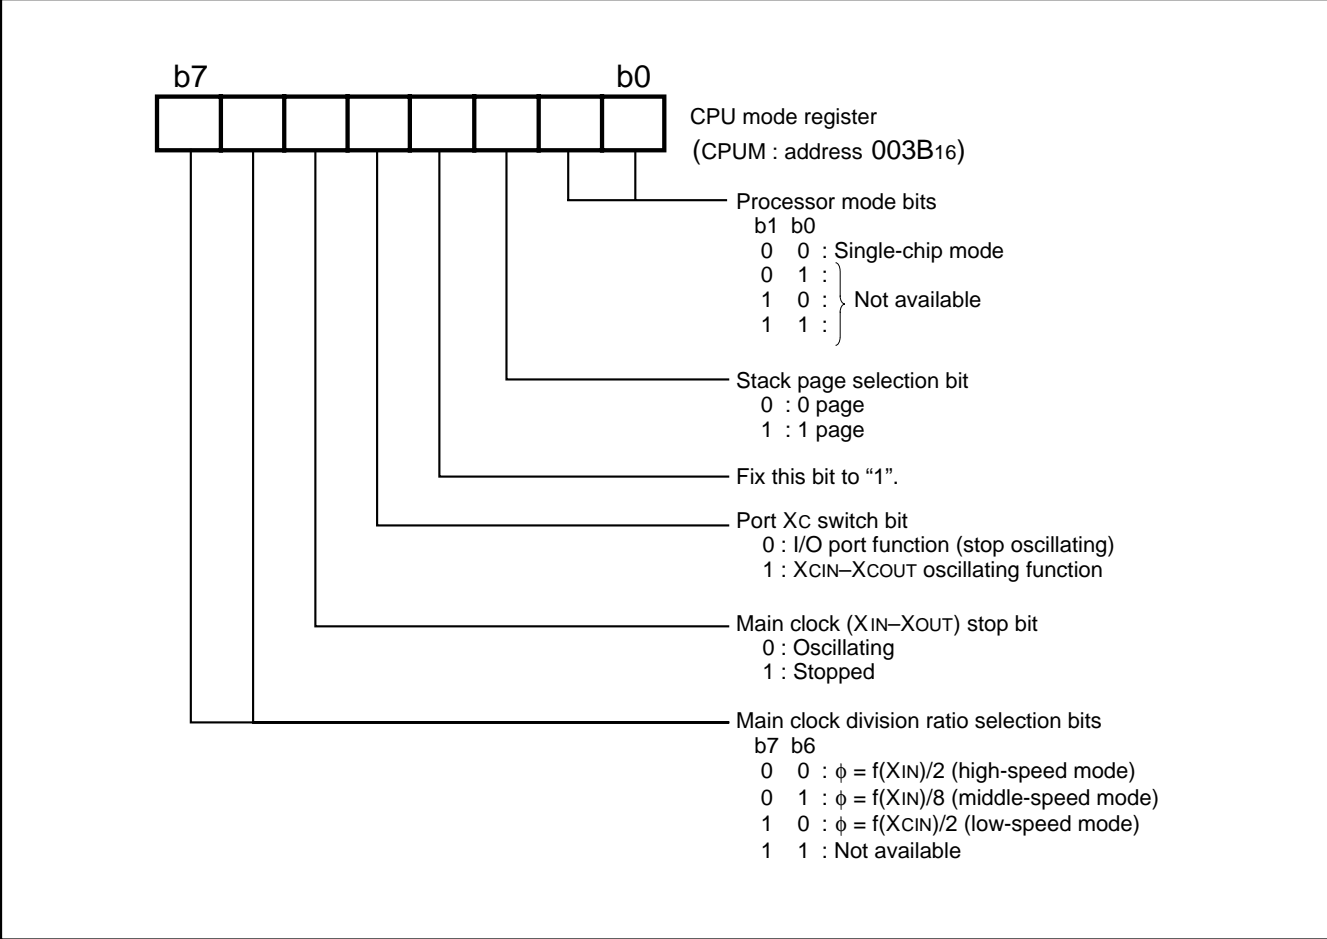 b7 b0
CPU mode register
(CPUM : address 003B16)
Processor mode bits
b1 b0
0 0 : Single-chip mode
0 1 :
1 0 : Not available
1 1 :
Stack page selection bit
0 : 0 page
1 : 1 page
Fix this bit to “1”.
Port XC switch bit
0 : I/O port function (stop oscillating)
1 : XCIN–XCOUT oscillating function
Main clock (XIN–XOUT) stop bit
0 : Oscillating
1 : Stopped
Main clock division ratio selection bits
b7 b6
0 0 : ϕ = f(XIN)/2 (high-speed mode)
0 1 : ϕ = f(XIN)/8 (middle-speed mode)
1 0 : ϕ = f(XCIN)/2 (low-speed mode)
1 1 : Not available